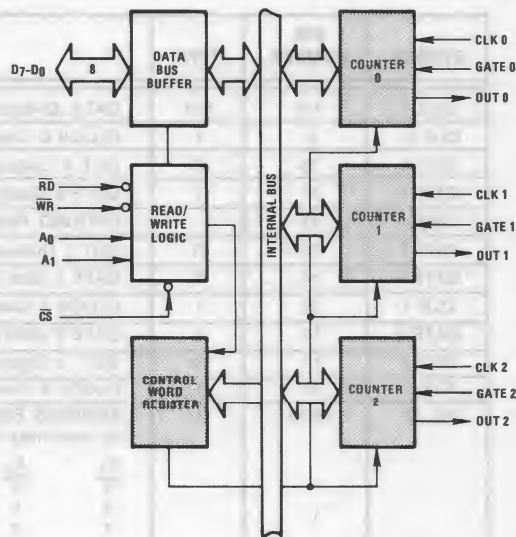 D7-D0
8
DATA
BUS
BUFFER
RD
WR
A0
A1
CS
READ/
WRITE
LOGIC
CONTROL
WORD
REGISTER
INTERNAL BUS
COUNTER
0
CLK 0
GATE 0
OUT 0
COUNTER
1
CLK 1
GATE 1
OUT 1
COUNTER
2
CLK 2
GATE 2
OUT 2